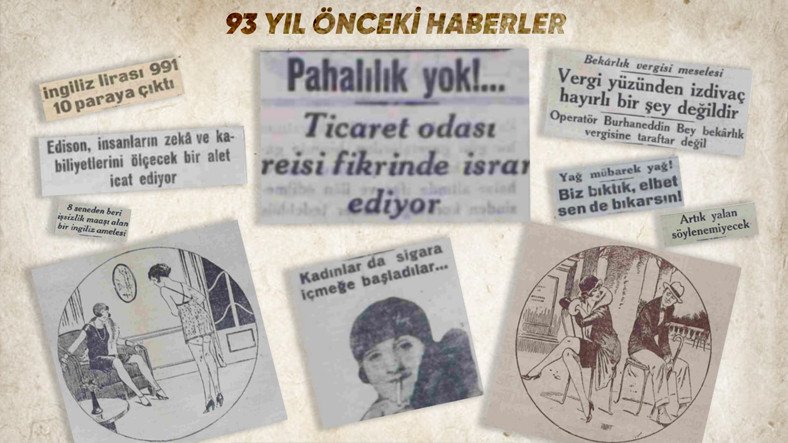 93 YIL ÖNCEKİ HABERLER
ingiliz lirası 991
10 paraya çıktı
Edison, insanların zekâ ve ka-
biliyetlerini ölçecek bir alet
icat ediyor
8 seneden beri
işsizlik maaşı alan
bir ingiliz amelesi
Pahalılık yok!...
Ticaret odası
reisi fikrinde israr
ediyor
Bekârlık vergisi meselesi
Vergi yüzünden izdivaç
hayırlı bir şey değildir
Operatör Burhaneddin Bey bekârlık
vergisine taraftar değil
Yağ mübarek yağ!
Biz bıktık, elbet
sen de bıkarsın!
Artık yalan
söylenemiyecek
Kadınlar da sigara
içmeğe başladılar...